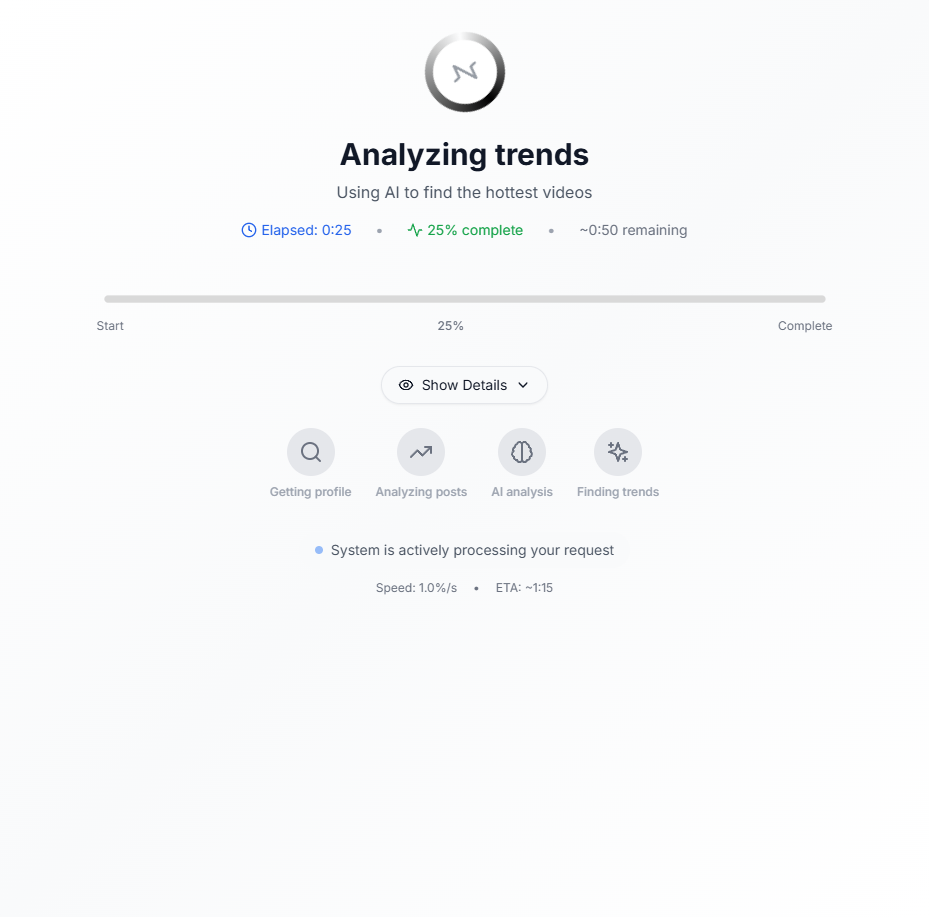 Analyzing trends
Using AI to find the hottest videos
Elapsed: 0:25 • 25% complete • ~0:50 remaining
Start 25% Complete
Show Details
Getting profile Analyzing posts AI analysis Finding trends
System is actively processing your request
Speed: 1.0%/s • ETA: ~1:15